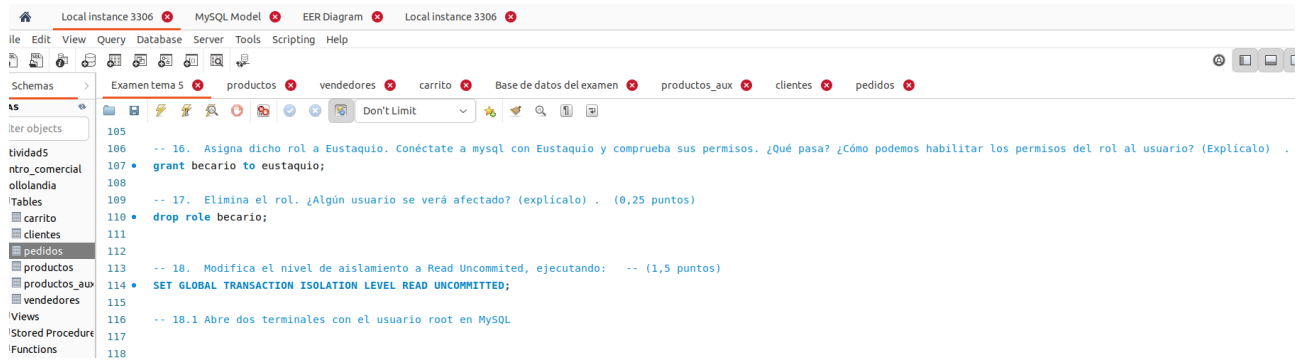 Local instance 3306 MySQL Model EER Diagram Local instance 3306
ile Edit View Query Database Server Tools Scripting Help
Schemas Examen tema 5 productos vendedores carrito Base de datos del examen productos_aux clientes pedidos
AS Don't Limit
lter objects
105
106 -- 16. Asigna dicho rol a Eustaquio. Conéctate a mysql con Eustaquio y comprueba sus permisos. ¿Qué pasa? ¿Cómo podemos habilitar los permisos del rol al usuario? (Explícalo) .
tividad5
107 grant becario to eustaquio;
ntro_comercial
108
ollolandia
109 -- 17. Elimina el rol. ¿Algún usuario se verá afectado? (explícalo) . (0,25 puntos)
Tables
110 drop role becario;
carrito
111
clientes
112
pedidos
113 -- 18. Modifica el nivel de aislamiento a Read Uncommited, ejecutando: -- (1,5 puntos)
productos
114 SET GLOBAL TRANSACTION ISOLATION LEVEL READ UNCOMMITTED;
productos_aux
115
vendedores
116 -- 18.1 Abre dos terminales con el usuario root en MySQL
Views
117
Stored Procedure
118
Functions